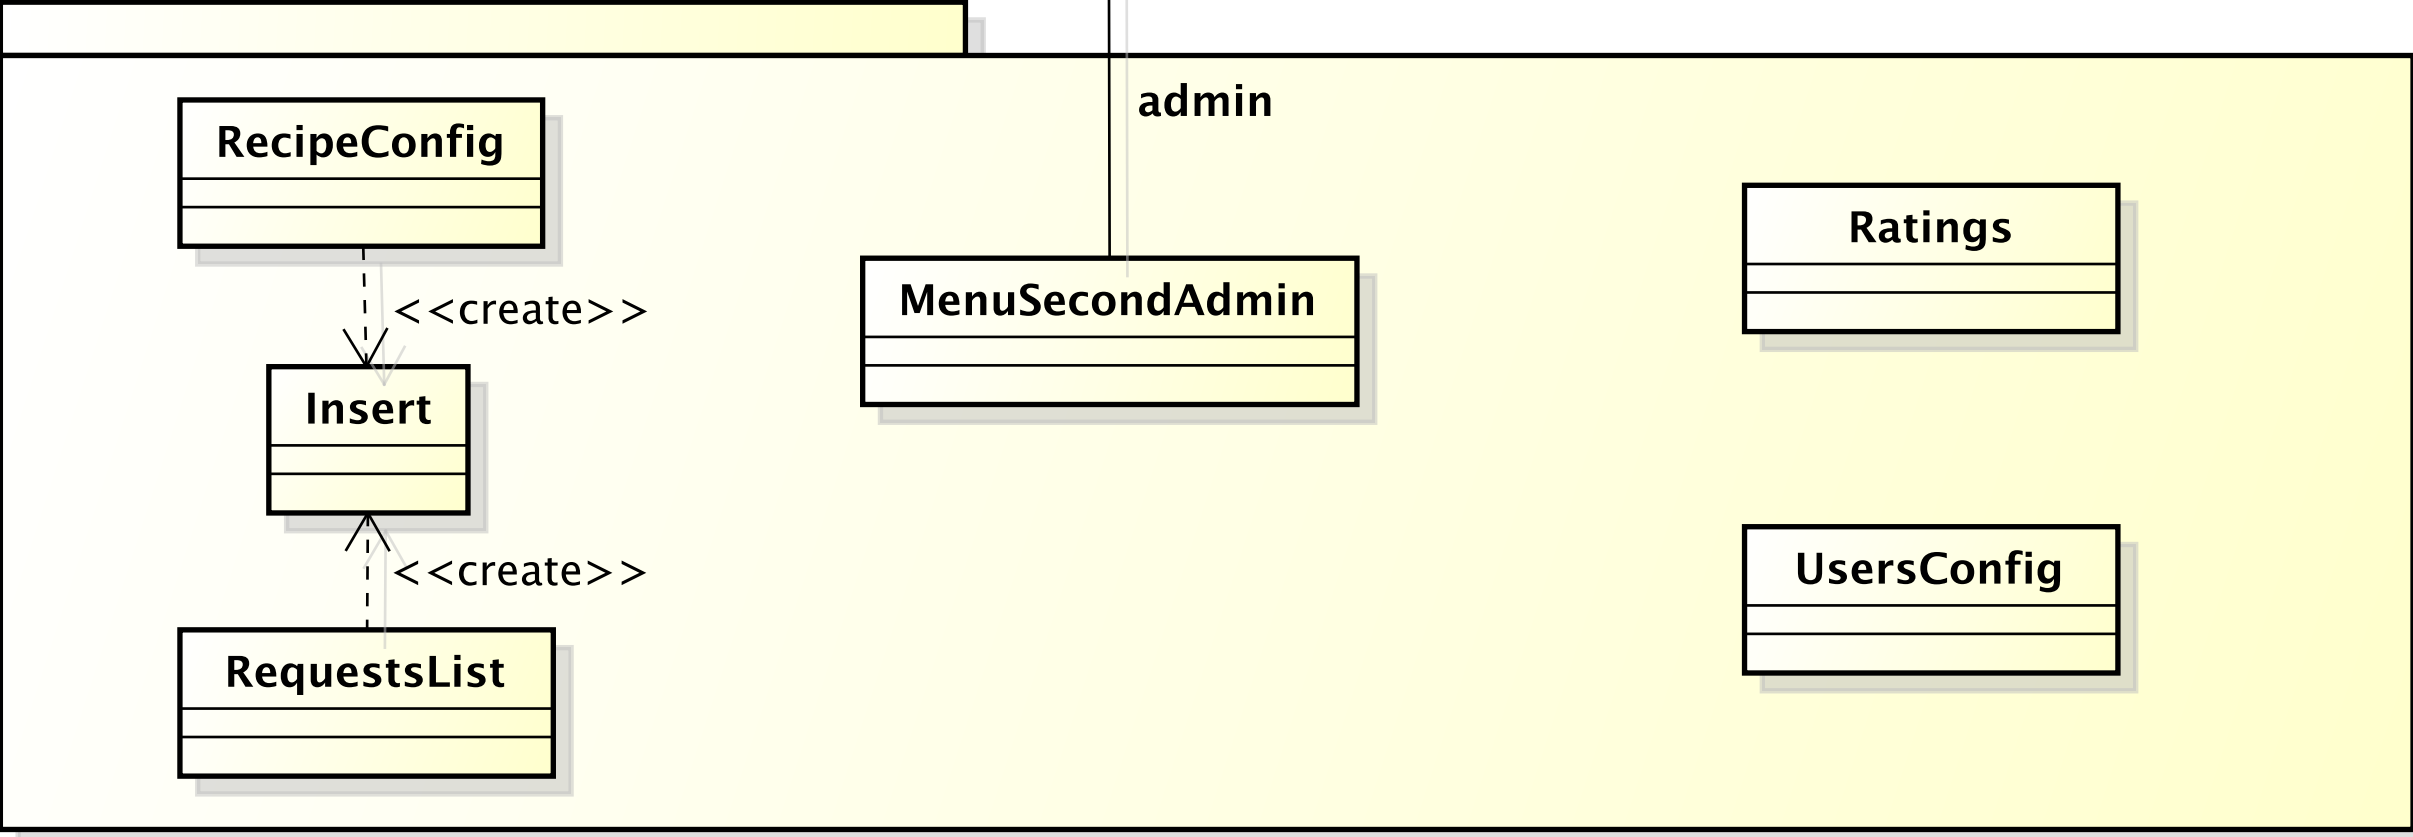 admin
RecipeConfig
Ratings
MenuSecondAdmin
<<create>>
Insert
<<create>>
UsersConfig
RequestsList